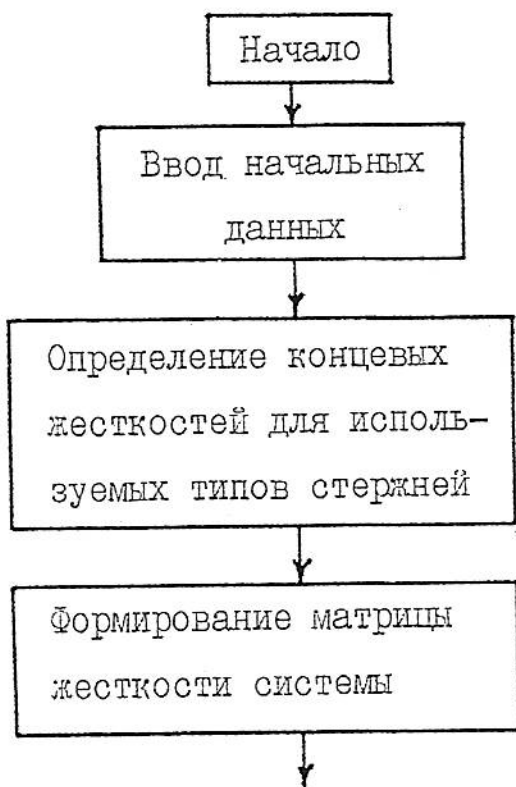 Начало
Ввод начальных
данных
Определение концевых
жесткостей для исполь-
зуемых типов стержней
Формирование матрицы
жесткости системы